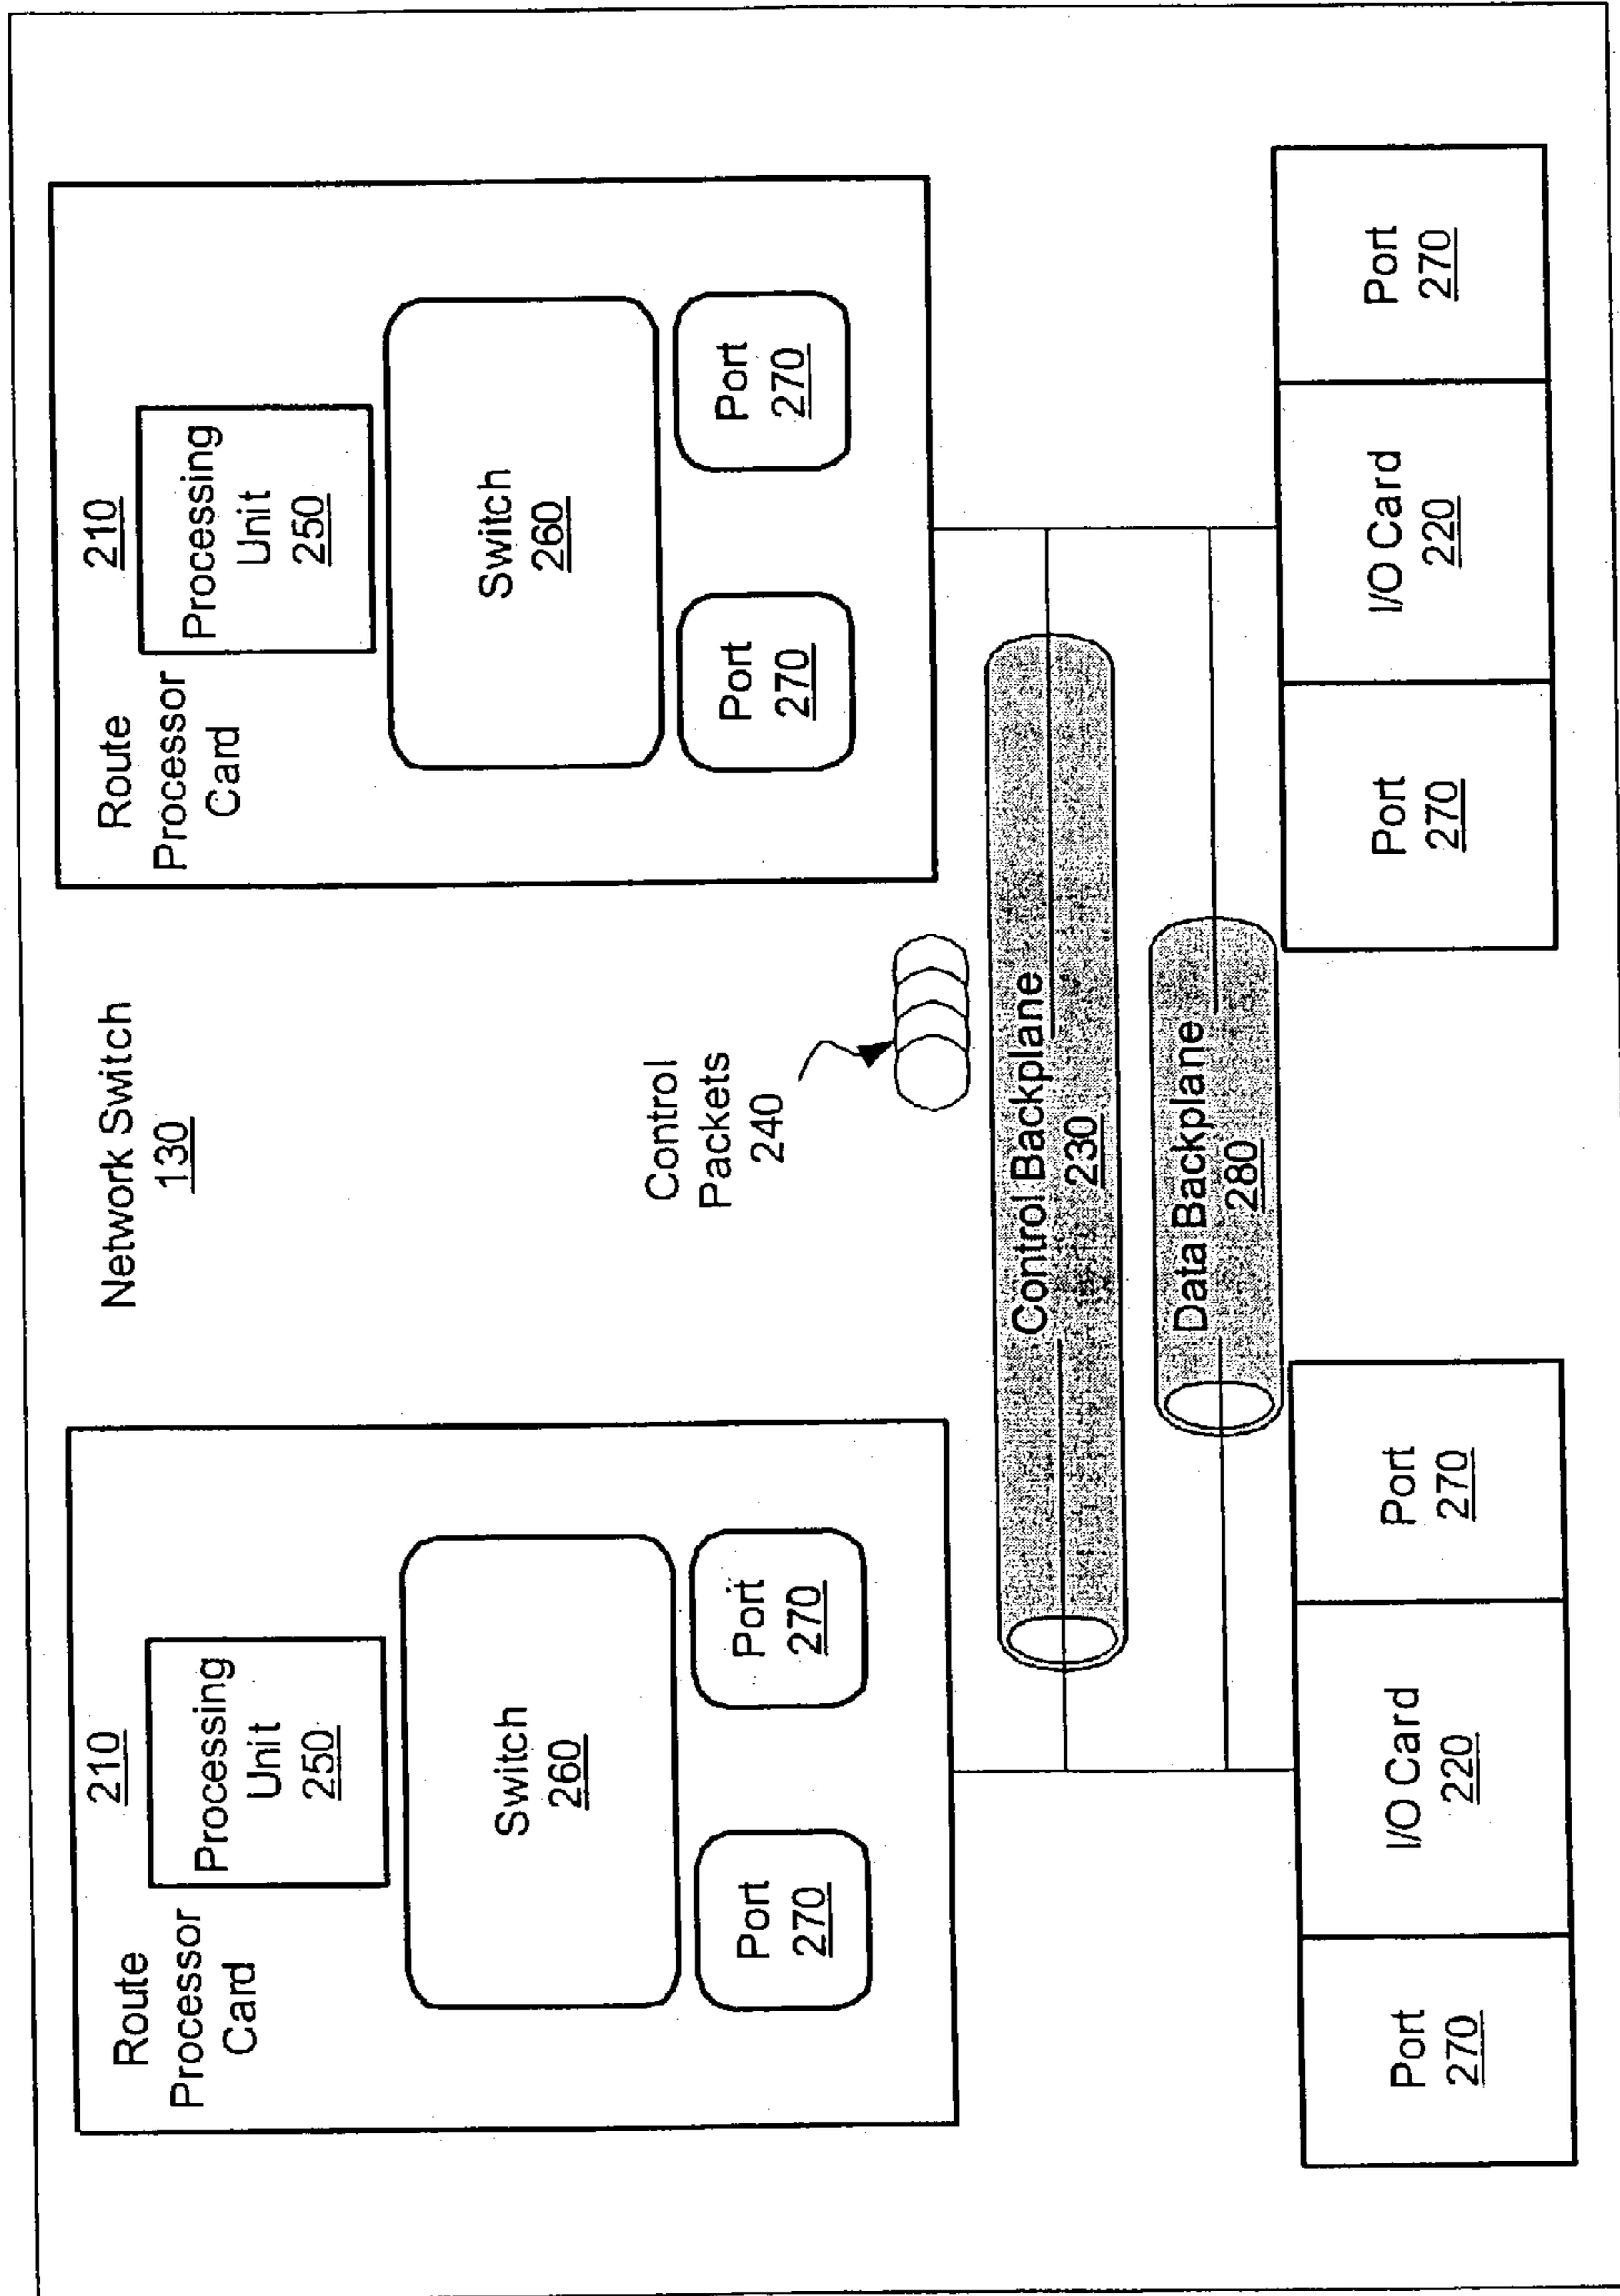 Network Switch
130
Route
Processor
Card
210
Processing
Unit
250
Switch
260
Port
270
Port
270
Route
Processor
Card
210
Processing
Unit
250
Switch
260
Port
270
Port
270
Control
Packets
240
Control Backplane
230
Data Backplane
280
Port
270
I/O Card
220
Port
270
Port
270
I/O Card
220
Port
270